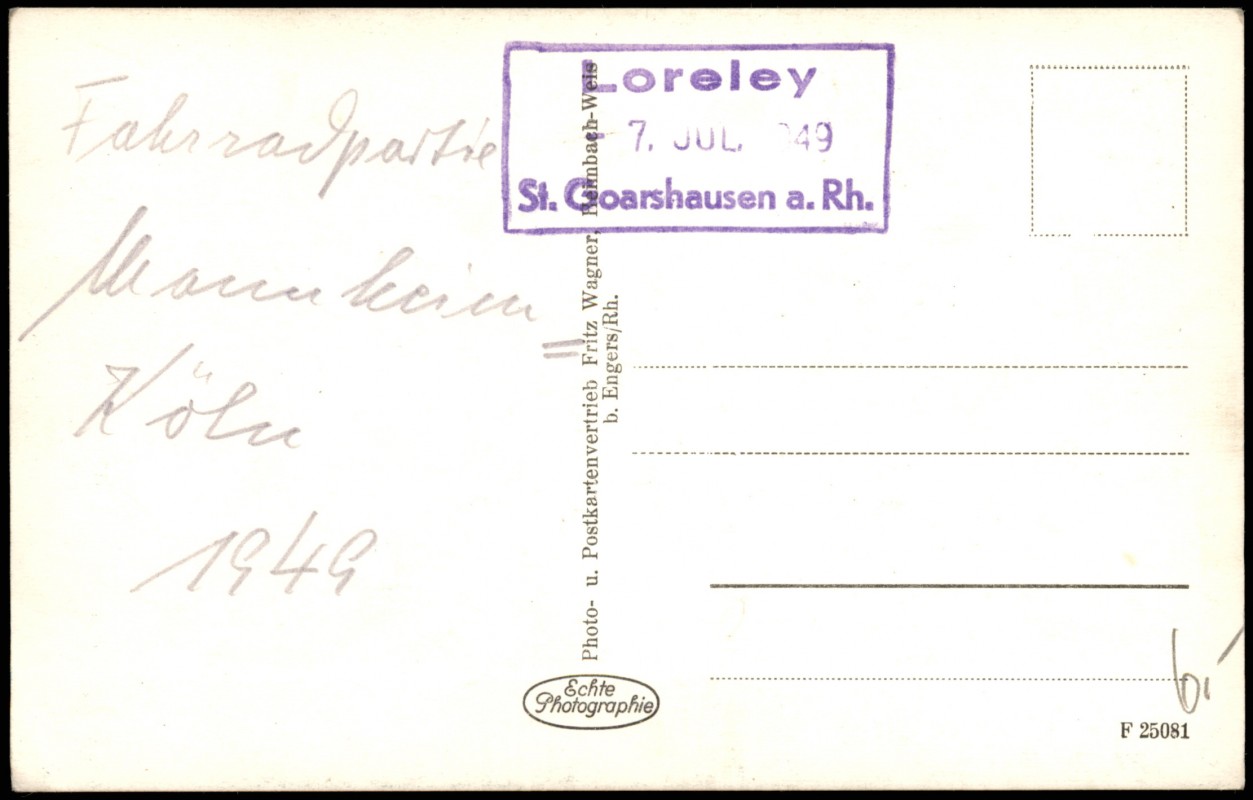 Fahrradpartie
Mannheim =
Köln
1949
Loreley
- 7. JUL. 949
St. Goarshausen a. Rh.
Photo- u. Postkartenvertrieb Fritz Wagner, Heimbach-Weis
b. Engers/Rh.
Echte
Photographie
F 25081